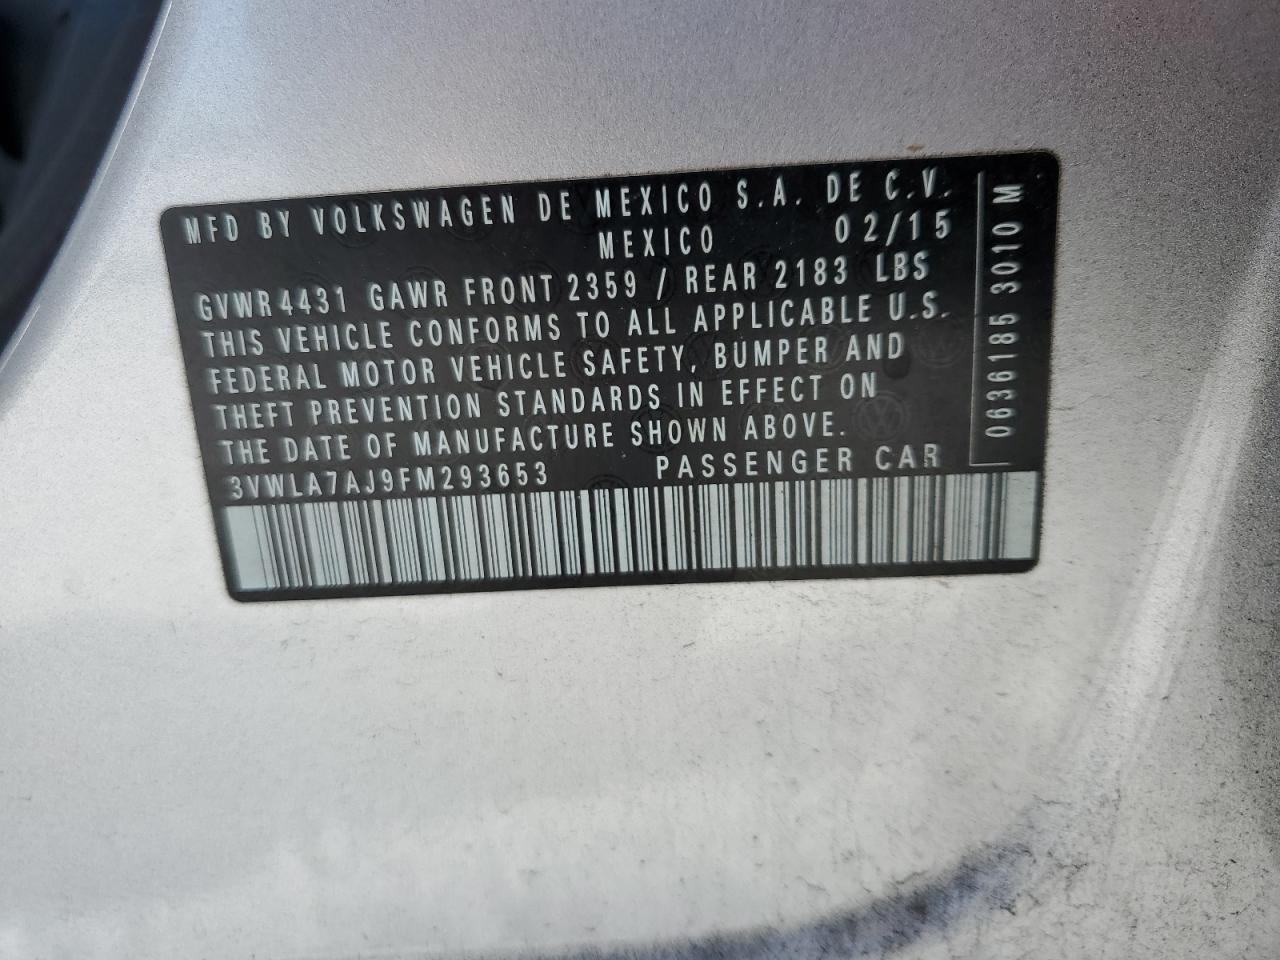 MFD BY VOLKSWAGEN DE MEXICO S.A. DE C.V.
MEXICO 02/15
GVWR 4431 GAWR FRONT 2359 / REAR 2183 LBS
THIS VEHICLE CONFORMS TO ALL APPLICABLE U.S.
FEDERAL MOTOR VEHICLE SAFETY, BUMPER AND
THEFT PREVENTION STANDARDS IN EFFECT ON
THE DATE OF MANUFACTURE SHOWN ABOVE.
3VWLA7AJ9FM293653 PASSENGER CAR
0636185 3010 M